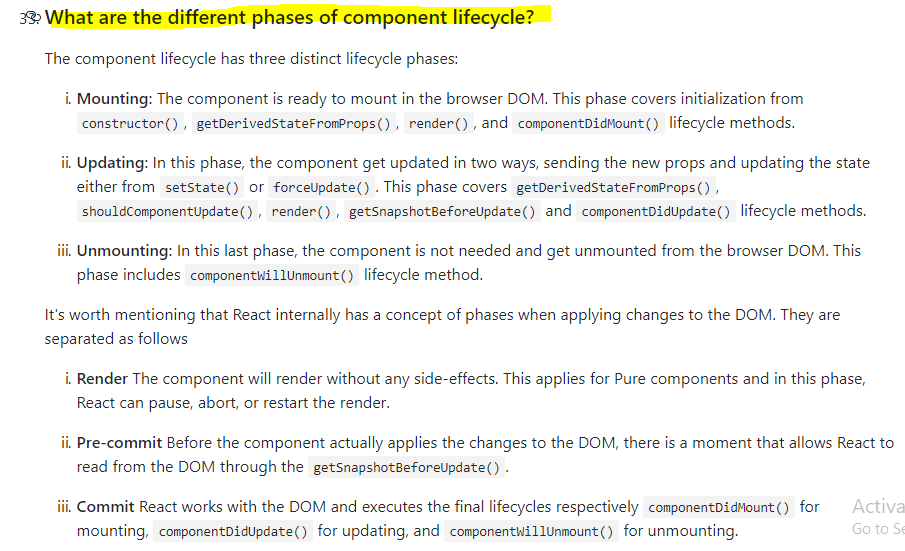 What are the different phases of component lifecycle?
The component lifecycle has three distinct lifecycle phases:
i. Mounting: The component is ready to mount in the browser DOM. This phase covers initialization from
constructor() , getDerivedStateFromProps() , render() , and componentDidMount() lifecycle methods.
ii. Updating: In this phase, the component get updated in two ways, sending the new props and updating the state
either from setState() or forceUpdate() . This phase covers getDerivedStateFromProps() ,
shouldComponentUpdate() , render() , getSnapshotBeforeUpdate() and componentDidUpdate() lifecycle methods.
iii. Unmounting: In this last phase, the component is not needed and get unmounted from the browser DOM. This
phase includes componentWillUnmount() lifecycle method.
It's worth mentioning that React internally has a concept of phases when applying changes to the DOM. They are
separated as follows
i. Render The component will render without any side-effects. This applies for Pure components and in this phase,
React can pause, abort, or restart the render.
ii. Pre-commit Before the component actually applies the changes to the DOM, there is a moment that allows React to
read from the DOM through the getSnapshotBeforeUpdate() .
iii. Commit React works with the DOM and executes the final lifecycles respectively componentDidMount() for
mounting, componentDidUpdate() for updating, and componentWillUnmount() for unmounting.
Activa
Go to Se